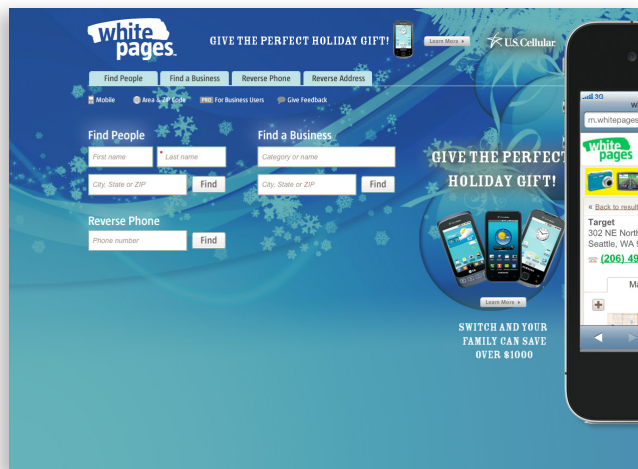 white
pages
GIVE THE PERFECT HOLIDAY GIFT!
Learn More
U.S. Cellular
Find People
Find a Business
Reverse Phone
Reverse Address
Mobile
Area & ZIP Code
PRO For Business Users
Give Feedback
Find People
First name
* Last name
City, State or ZIP
Find
Find a Business
Category or name
City, State or ZIP
Find
Reverse Phone
Phone number
Find
GIVE THE PERFECT
HOLIDAY GIFT!
Learn More
SWITCH AND YOUR
FAMILY CAN SAVE
OVER $1000
3G
W
m.whitepages
white
pages
« Back to result
Target
302 NE North
Seattle, WA 9
(206) 49
Ma